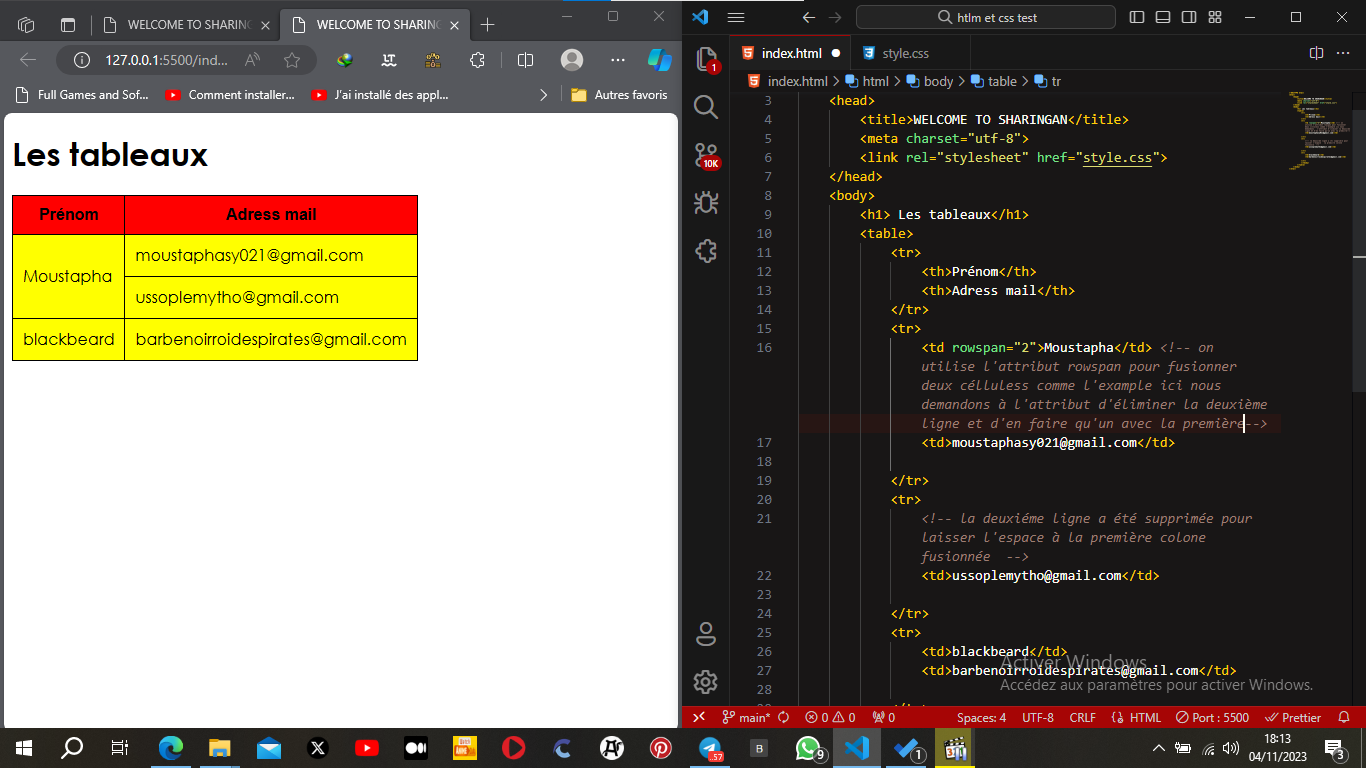 WELCOME TO SHARING
WELCOME TO SHARING
127.0.0.1:5500/ind...
Full Games and Sof...
Comment installer...
J'ai installé des appl...
Autres favoris
Les tableaux
Prénom Adress mail
Moustapha
moustaphasy021@gmail.com
ussoplemytho@gmail.com
blackbeard barbenoirroidespirates@gmail.com
htlm et css test
index.html
style.css
index.html > html > body > table > tr
1
10K
3 <head>
4 <title>WELCOME TO SHARINGAN</title>
5 <meta charset="utf-8">
6 <link rel="stylesheet" href="style.css">
7 </head>
8 <body>
9 <h1> Les tableaux</h1>
10 <table>
11 <tr>
12 <th>Prénom</th>
13 <th>Adress mail</th>
14 </tr>
15 <tr>
16 <td rowspan="2">Moustapha</td> <!-- on
utilise l'attribut rowspan pour fusionner
deux célluless comme l'example ici nous
demandons à l'attribut d'éliminer la deuxième
ligne et d'en faire qu'un avec la première-->
17 <td>moustaphasy021@gmail.com</td>
18
19 </tr>
20 <tr>
21 <!-- la deuxiéme ligne a été supprimée pour
laisser l'espace à la première colone
fusionnée -->
22 <td>ussoplemytho@gmail.com</td>
23
24 </tr>
25 <tr>
26 <td>blackbeard</td>
27 <td>barbenoirroidespirates@gmail.com</td>
28
Activer Windows
Accédez aux paramètres pour activer Windows.
main* 0 0 0 Spaces: 4 UTF-8 CRLF HTML Port : 5500 Prettier
57
B
9
1
18:13
04/11/2023
3